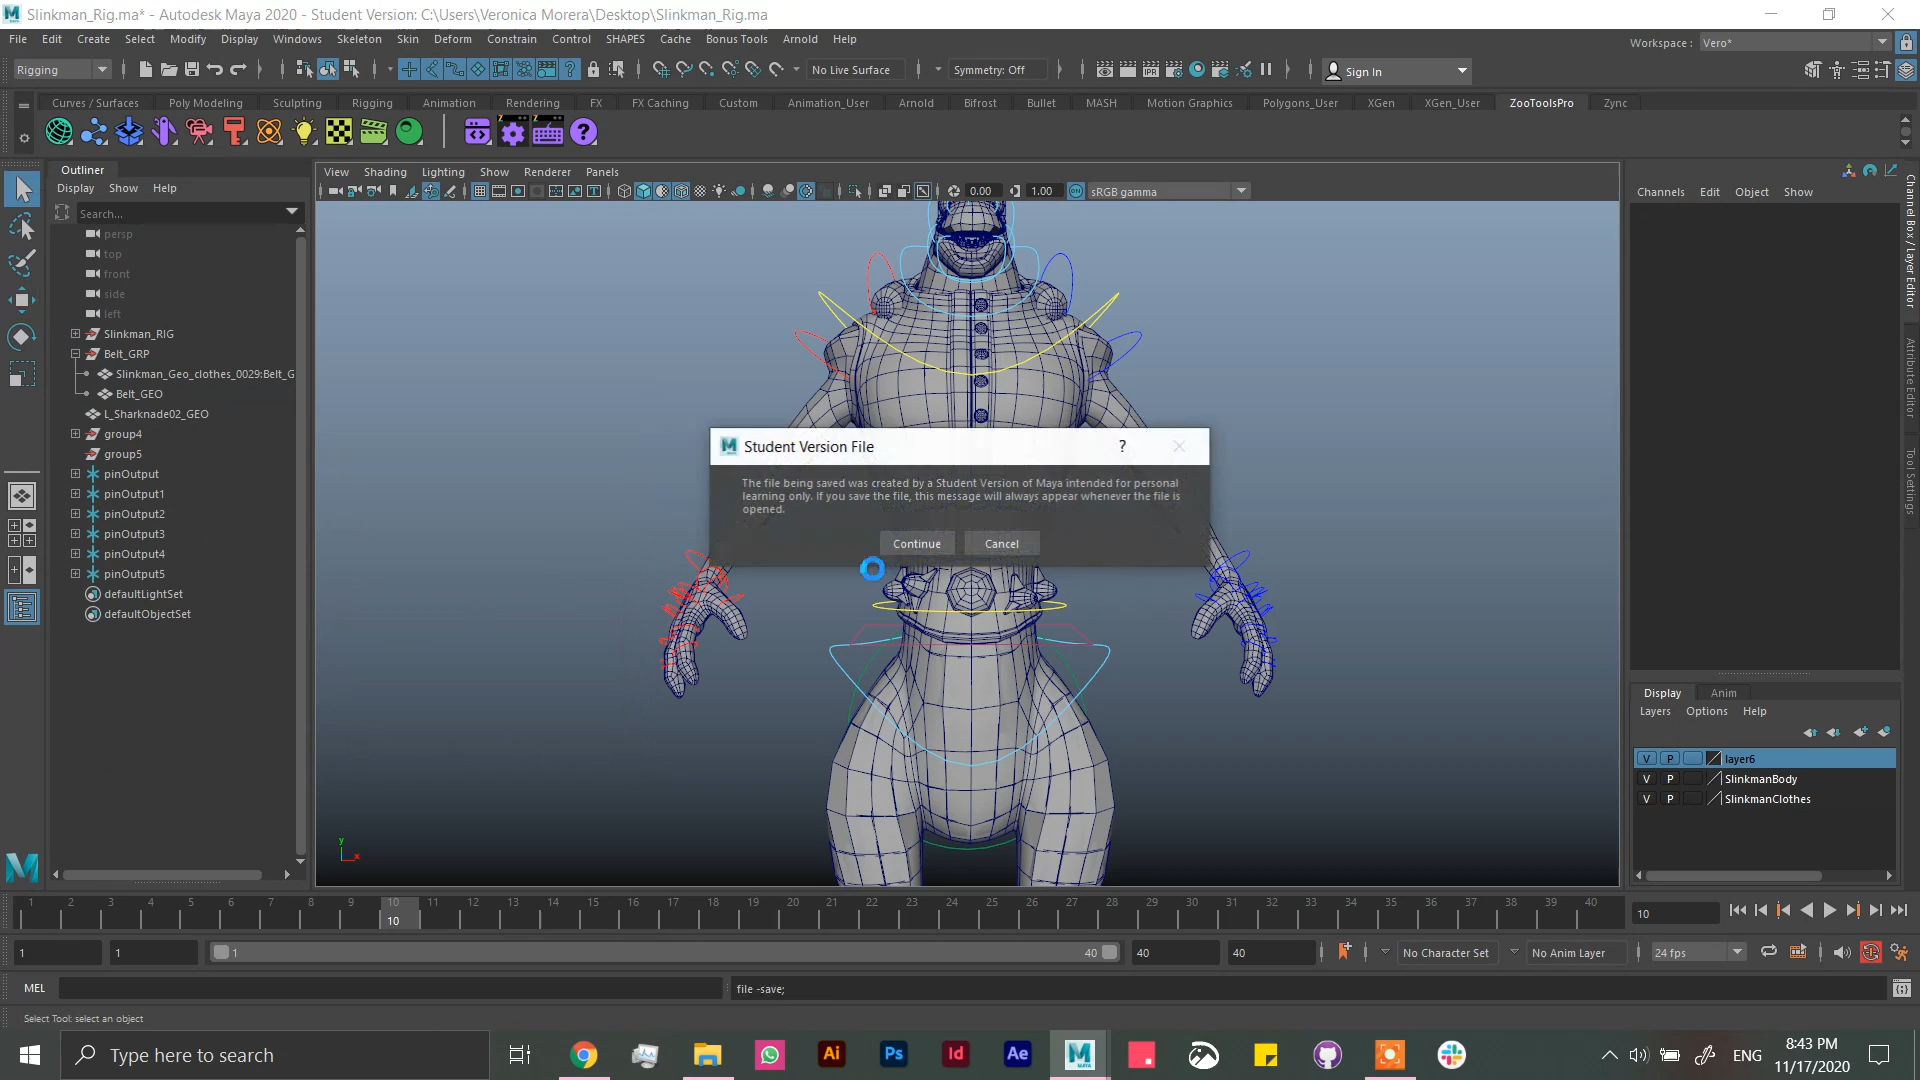 Slinkman_Rig.ma* - Autodesk Maya 2020 - Student Version: C:\Users\Veronica Morera\Desktop\Slinkman_Rig.ma
File Edit Create Select Modify Display Windows Skeleton Skin Deform Constrain Control SHAPES Cache Bonus Tools Arnold Help
Workspace : Vero*
Rigging
No Live Surface
Symmetry: Off
Sign In
Curves / Surfaces Poly Modeling Sculpting Rigging Animation Rendering FX FX Caching Custom Animation_User Arnold Bifrost Bullet MASH Motion Graphics Polygons_User XGen XGen_User ZooToolsPro Zync
Outliner
Display Show Help
Search...
persp
top
front
side
left
Slinkman_RIG
Belt_GRP
Slinkman_Geo_clothes_0029:Belt_G
Belt_GEO
L_Sharknade02_GEO
group4
group5
pinOutput
pinOutput1
pinOutput2
pinOutput3
pinOutput4
pinOutput5
defaultLightSet
defaultObjectSet
View Shading Lighting Show Renderer Panels
0.00 1.00 sRGB gamma
Student Version File ?
The file being saved was created by a Student Version of Maya intended for personal
learning only. If you save the file, this message will always appear whenever the file is
opened.
Continue Cancel
y
x
Channels Edit Object Show
Channel Box / Layer Editor
Attribute Editor
Tool Settings
Display Anim
Layers Options Help
V P layer6
V P SlinkmanBody
V P SlinkmanClothes
1 2 3 4 5 6 7 8 9 10 11 12 13 14 15 16 17 18 19 20 21 22 23 24 25 26 27 28 29 30 31 32 33 34 35 36 37 38 39 40
10
10
1 1 1 40 40 40 No Character Set No Anim Layer 24 fps
MEL
file -save;
Select Tool: select an object
Type here to search
Ai Ps Id Ae M
ENG
8:43 PM
11/17/2020